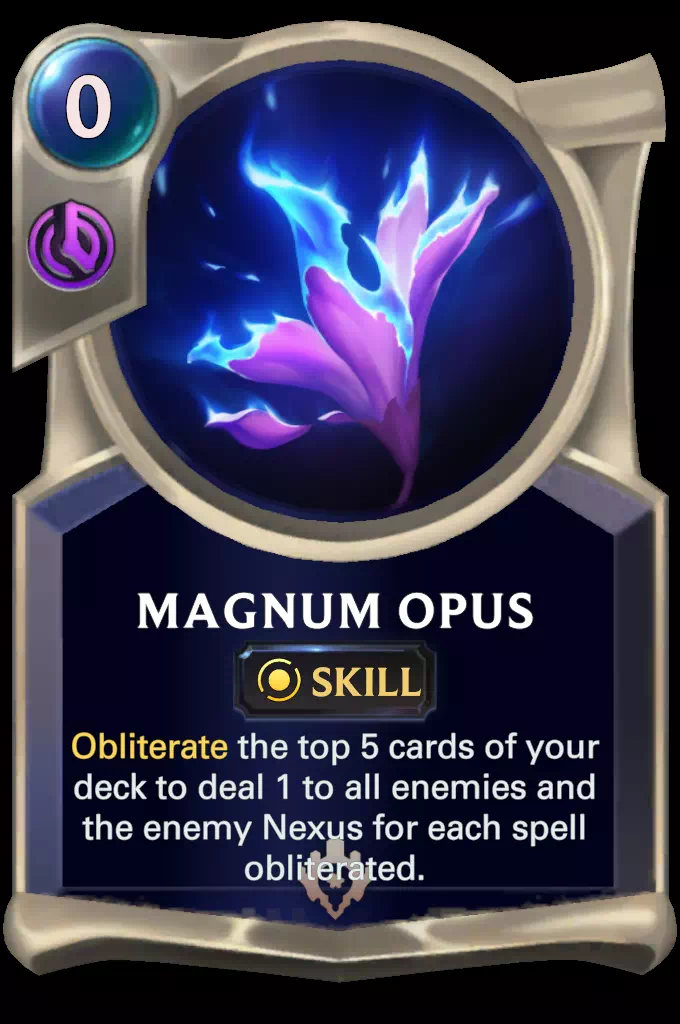 0
MAGNUM OPUS
SKILL
Obliterate the top 5 cards of your
deck to deal 1 to all enemies and
the enemy Nexus for each spell
obliterated.